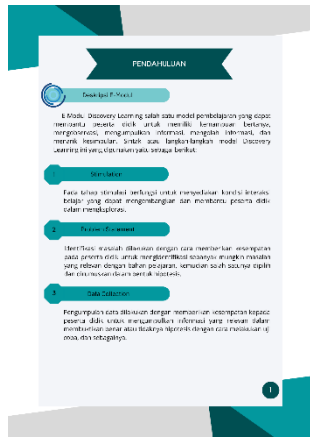 PENDAHULUAN
Deskripsi E-Modul
E-Modul Discovery Learning salah satu model pembelajaran yang dapat
membantu peserta didik untuk memiliki kemampuan bertanya,
mengobservasi, mengumpulkan informasi, mengolah informasi, dan
menarik kesimpulan. Sintak atau langkah-langkah model Discovery
Learning ini yang digunakan yaitu sebagai berikut:
1 Stimulation
Pada tahap stimulasi berfungsi untuk menyediakan kondisi interaksi
belajar yang dapat mengembangkan dan membantu peserta didik
dalam mengeksplorasi.
2 Problem Statement
Identifikasi masalah dilakukan dengan cara memberikan kesempatan
pada peserta didik untuk mengidentifikasi sebanyak mungkin masalah
yang relevan dengan bahan pelajaran, kemudian salah satunya dipilih
dan dirumuskan dalam bentuk hipotesis.
3 Data Collection
Pengumpulan data dilakukan dengan memberikan kesempatan kepada
peserta didik untuk mengumpulkan informasi yang relevan dalam
membuktikan benar atau tidaknya hipotesis dengan cara melakukan uji
coba, dan sebagainya.
1